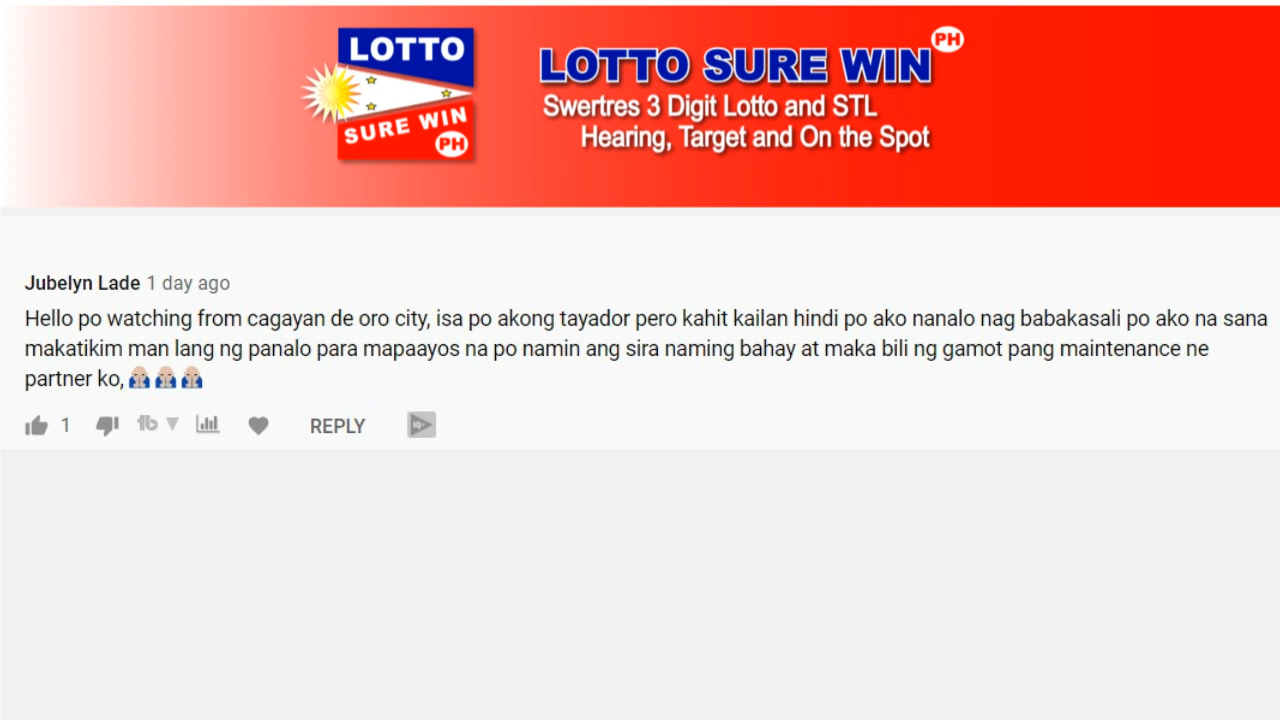 LOTTO
SURE WIN
PH
LOTTO SURE WIN PH
Swertres 3 Digit Lotto and STL
Hearing, Target and On the Spot
Jubelyn Lade 1 day ago
Hello po watching from cagayan de oro city, isa po akong tayador pero kahit kailan hindi po ako nanalo nag babakasali po ako na sana
makatikim man lang ng panalo para mapaayos na po namin ang sira naming bahay at maka bili ng gamot pang maintenance ne
partner ko,🙏🙏🙏
1 REPLY